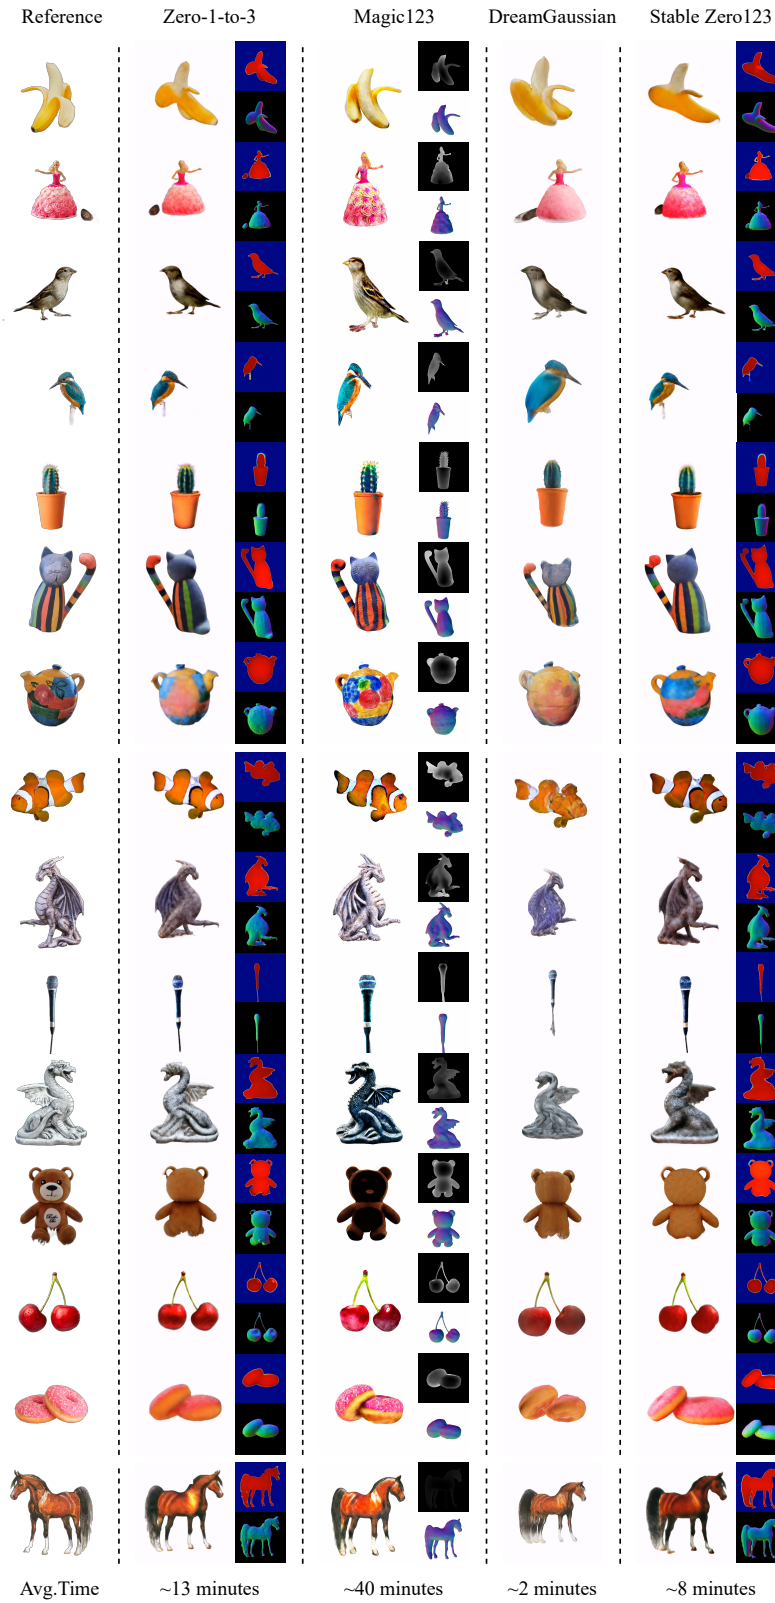 Reference Zero-1-to-3 Magic123 DreamGaussian Stable Zero123
Avg.Time ~13 minutes ~40 minutes ~2 minutes ~8 minutes